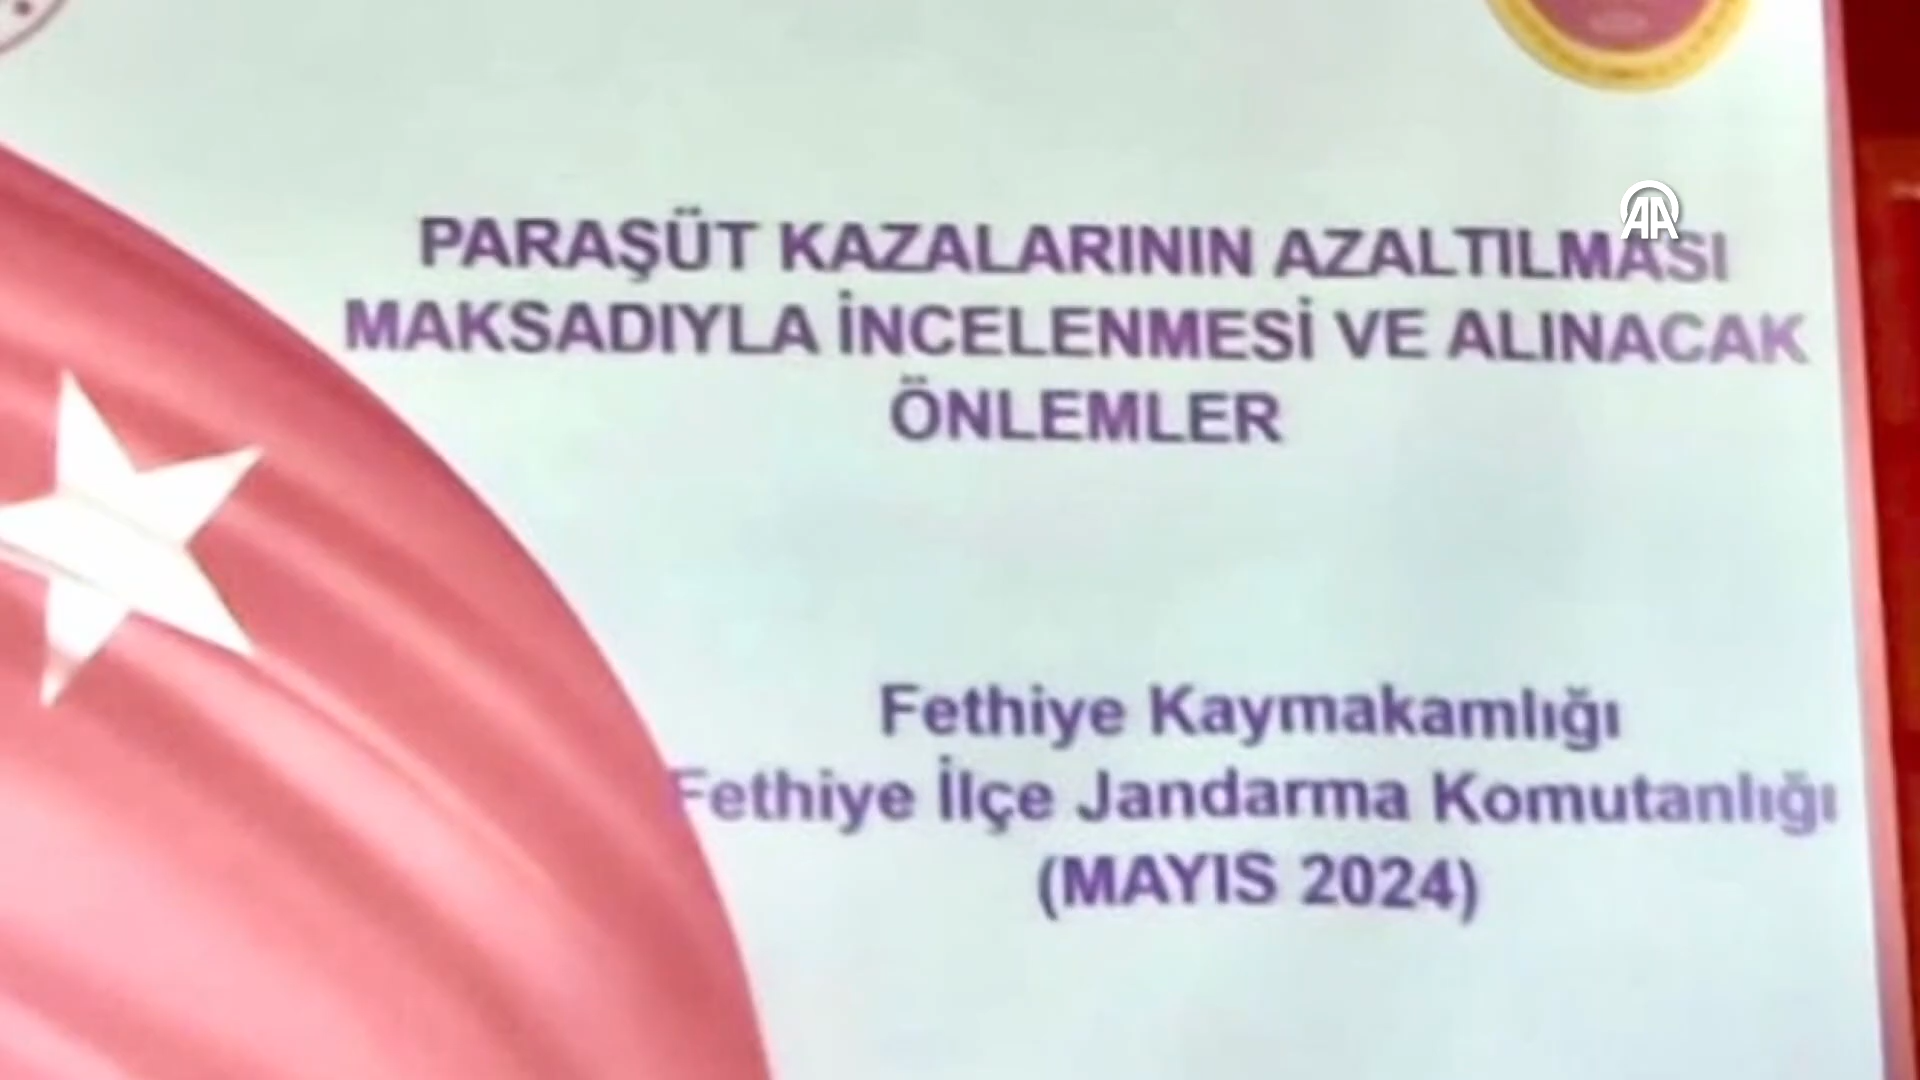 AA
PARAŞÜT KAZALARININ AZALTILMASI
MAKSADIYLA İNCELENMESİ VE ALINACAK
ÖNLEMLER
Fethiye Kaymakamlığı
Fethiye İlçe Jandarma Komutanlığı
(MAYIS 2024)